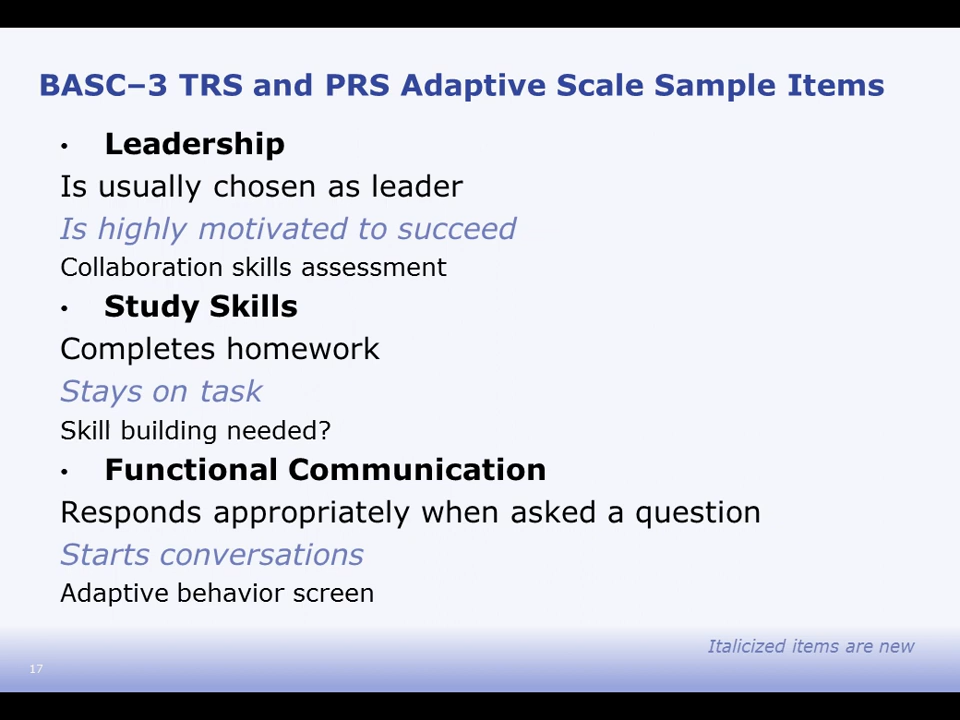 BASC–3 TRS and PRS Adaptive Scale Sample Items
• Leadership
Is usually chosen as leader
Is highly motivated to succeed
Collaboration skills assessment
• Study Skills
Completes homework
Stays on task
Skill building needed?
• Functional Communication
Responds appropriately when asked a question
Starts conversations
Adaptive behavior screen
Italicized items are new
17